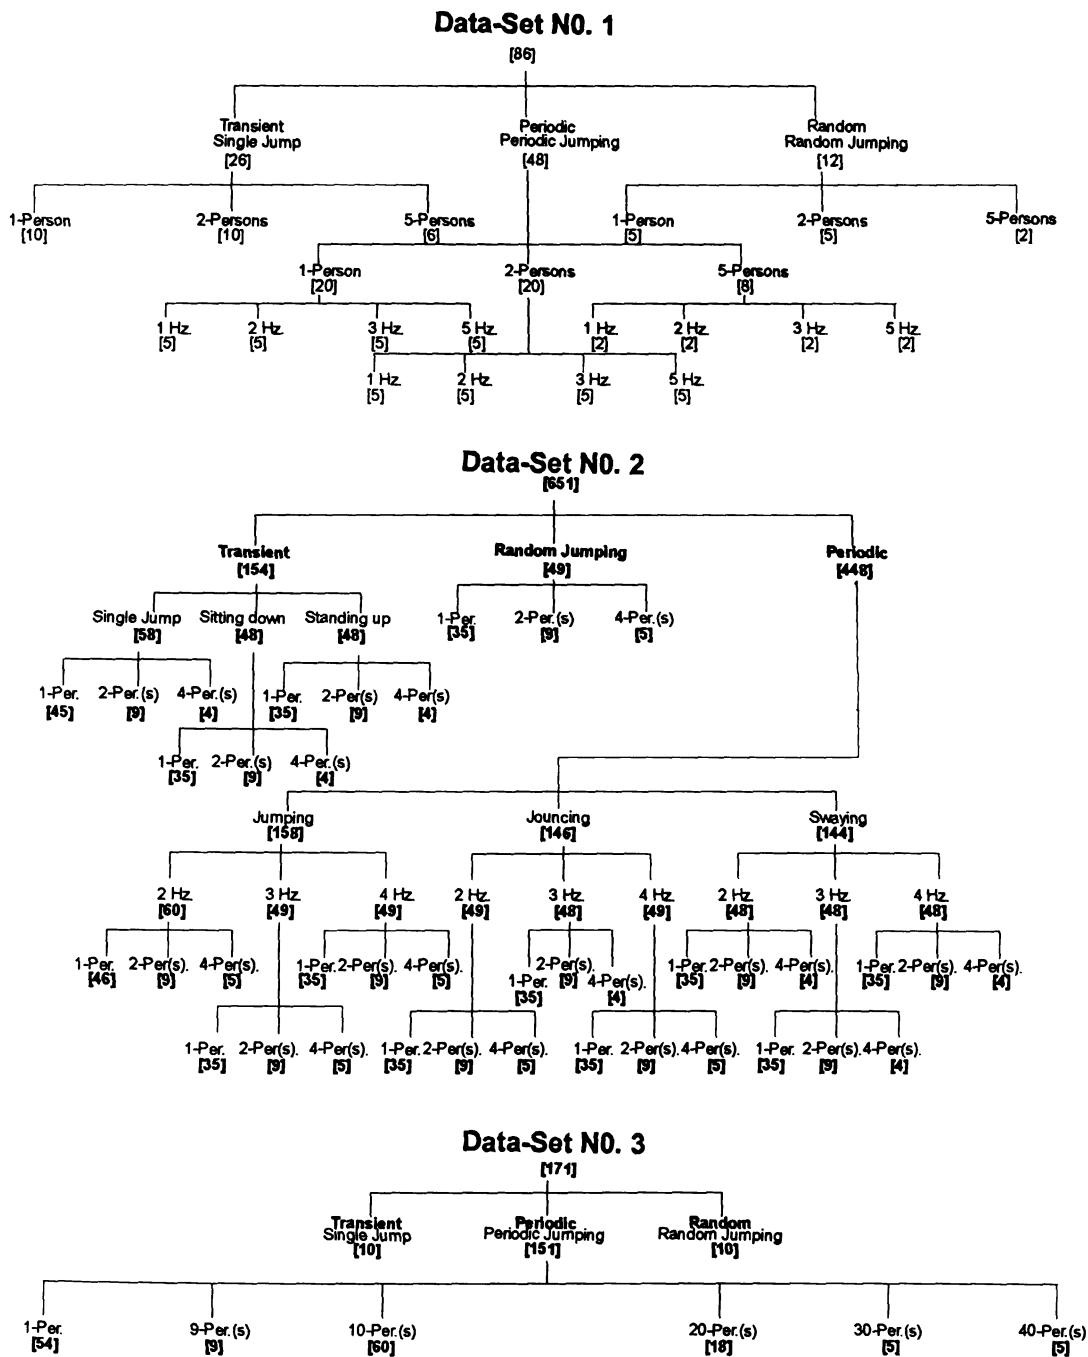 Data-Set N0. 1
[86]
Transient Periodic Random
Single Jump Periodic Jumping Random Jumping
[26] [48] [12]
1-Person 2-Persons 5-Persons 1-Person 2-Persons 5-Persons
[10] [10] [6] [5] [5] [2]
1-Person 2-Persons 5-Persons
[20] [20] [8]
1 Hz. 2 Hz. 3 Hz. 5 Hz. 1 Hz. 2 Hz. 3 Hz. 5 Hz.
[5] [5] [5] [5] [2] [2] [2] [2]
1 Hz. 2 Hz. 3 Hz. 5 Hz.
[5] [5] [5] [5]
Data-Set N0. 2
[651]
Transient Random Jumping Periodic
[154] [49] [448]
Single Jump Sitting down Standing up 1-Per. 2-Per.(s) 4-Per.(s)
[58] [48] [48] [35] [9] [5]
1-Per. 2-Per.(s) 4-Per.(s) 1-Per. 2-Per(s) 4-Per(s)
[45] [9] [4] [35] [9] [4]
1-Per. 2-Per.(s) 4-Per.(s)
[35] [9] [4]
Jumping Jouncing Swaying
[158] [146] [144]
2 Hz. 3 Hz. 4 Hz. 2 Hz. 3 Hz. 4 Hz. 2 Hz. 3 Hz. 4 Hz.
[60] [49] [49] [49] [48] [49] [48] [48] [48]
1-Per. 2-Per(s). 4-Per(s). 1-Per. 2-Per(s). 4-Per(s). 2-Per(s). 1-Per. 2-Per(s). 4-Per(s). 1-Per. 2-Per(s). 4-Per(s).
[46] [9] [5] [35] [9] [5] [9] [35] [9] [4] [35] [9] [4]
1-Per. 4-Per(s).
[35] [4]
1-Per. 2-Per(s). 4-Per(s). 1-Per. 2-Per(s). 4-Per(s). 1-Per. 2-Per(s). 4-Per(s). 1-Per. 2-Per(s). 4-Per(s).
[35] [9] [5] [35] [9] [5] [35] [9] [5] [35] [9] [4]
Data-Set N0. 3
[171]
Transient Periodic Random
Single Jump Periodic Jumping Random Jumping
[10] [151] [10]
1-Per. 9-Per.(s) 10-Per.(s) 20-Per.(s) 30-Per.(s) 40-Per.(s)
[54] [9] [60] [18] [5] [5]